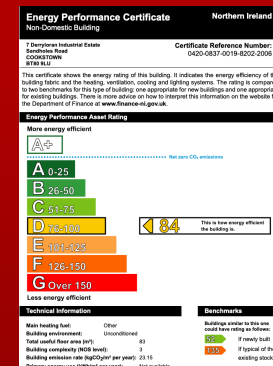 Energy Performance Certificate
Northern Ireland
Non-Domestic Building
7 Derryloran Industrial Estate
Sandholes Road
COOKSTOWN
BT80 9LU
Certificate Reference Number:
0420-0837-0019-8202-2006
This certificate shows the energy rating of this building. It indicates the energy efficiency of th
building fabric and the heating, ventilation, cooling and lighting systems. The rating is compare
to two benchmarks for this type of building: one appropriate for new buildings and one appropria
for existing buildings. There is more advice on how to interpret this information on the website f
the Department of Finance at www.finance-ni.gov.uk.
Energy Performance Asset Rating
More energy efficient
A+
Net zero CO₂ emissions
A 0-25
B 26-50
C 51-75
D 76-100
84
This is how energy efficient
the building is.
E 101-125
F 126-150
G Over 150
Less energy efficient
Technical Information
Main heating fuel: Other
Building environment: Unconditioned
Total useful floor area (m²): 83
Building complexity (NOS level): 3
Building emission rate (kgCO₂/m² per year): 23.15
Benchmarks
Buildings similar to this one
could have rating as follows:
If newly built
135
If typical of the
existing stock